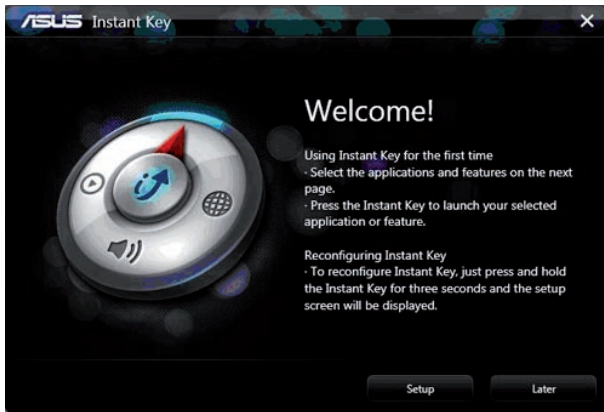 ASUS Instant Key
Welcome!
Using Instant Key for the first time
· Select the applications and features on the next
page.
· Press the Instant Key to launch your selected
application or feature.
Reconfiguring Instant Key
· To reconfigure Instant Key, just press and hold
the Instant Key for three seconds and the setup
screen will be displayed.
Setup Later